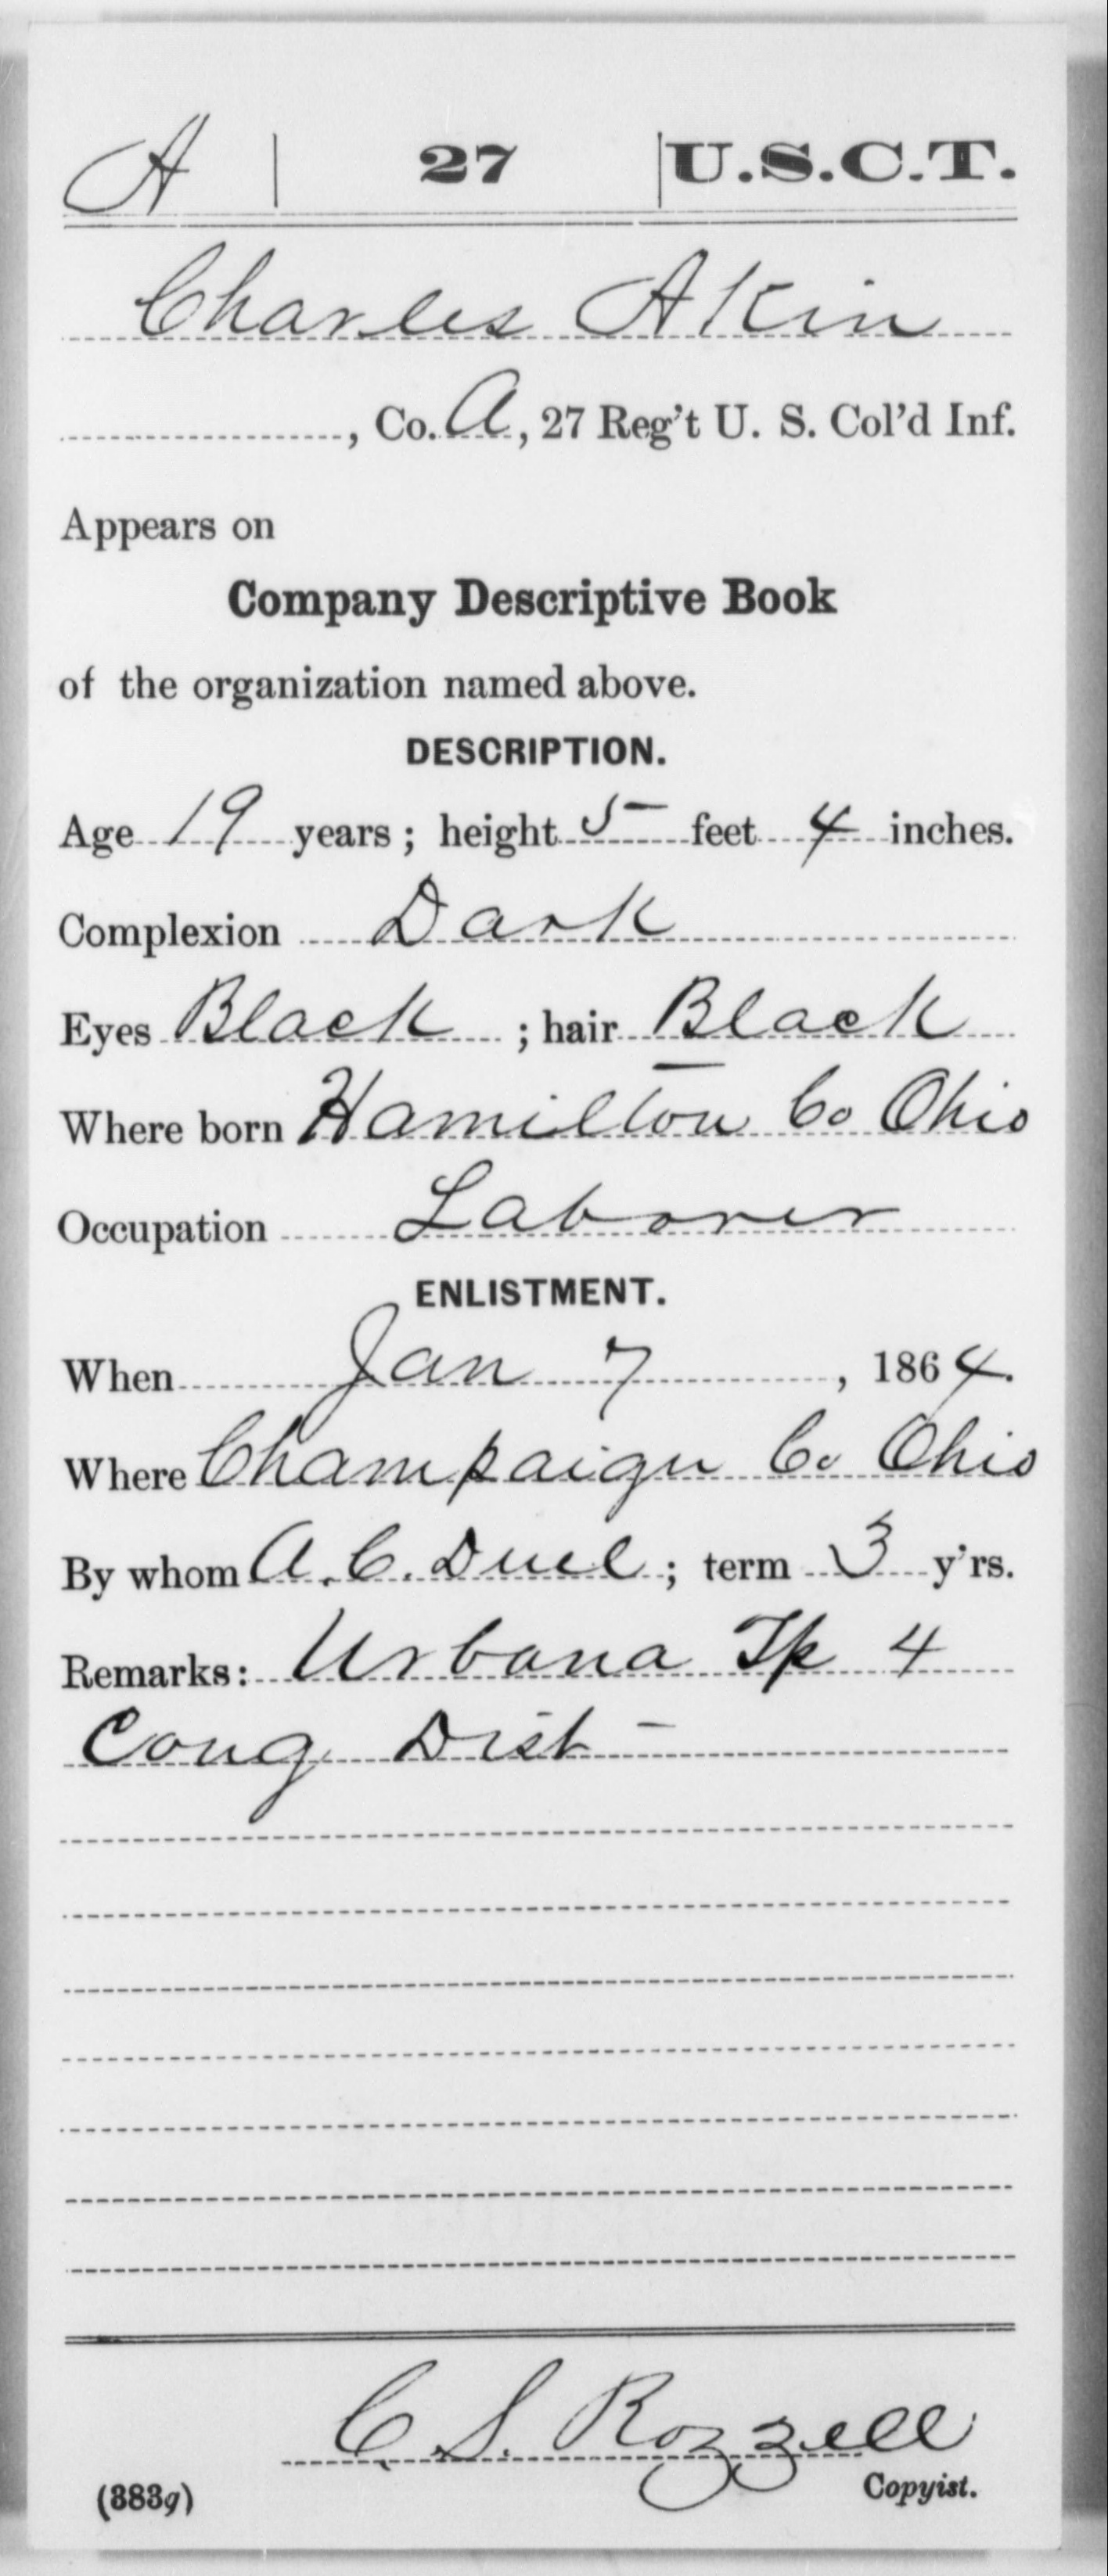 A | 27 | U.S.C.T.
Charles Akin
, Co. A, 27 Reg't U. S. Col'd Inf.
Appears on
Company Descriptive Book
of the organization named above.
DESCRIPTION.
Age 19 years; height 5 feet 4 inches.
Complexion Dark
Eyes Black; hair Black
Where born Hamilton Co Ohio
Occupation Laborer
ENLISTMENT.
When Jan 7, 1864.
Where Champaign Co Ohio
By whom A. C. Duel; term 3 y'rs.
Remarks: Urbana Tp 4
Cong Dist -
C. S. Rozzell
(383g) Copyist.